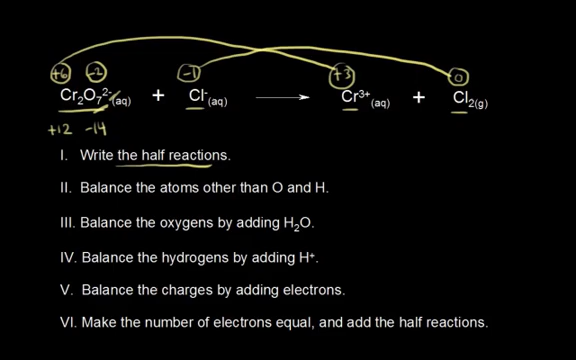 +6 -2 -1 +3 0
Cr2O7 2- (aq) + Cl- (aq) → Cr3+ (aq) + Cl2(g)
+12 -14
I. Write the half reactions.
II. Balance the atoms other than O and H.
III. Balance the oxygens by adding H2O.
IV. Balance the hydrogens by adding H+.
V. Balance the charges by adding electrons.
VI. Make the number of electrons equal, and add the half reactions.